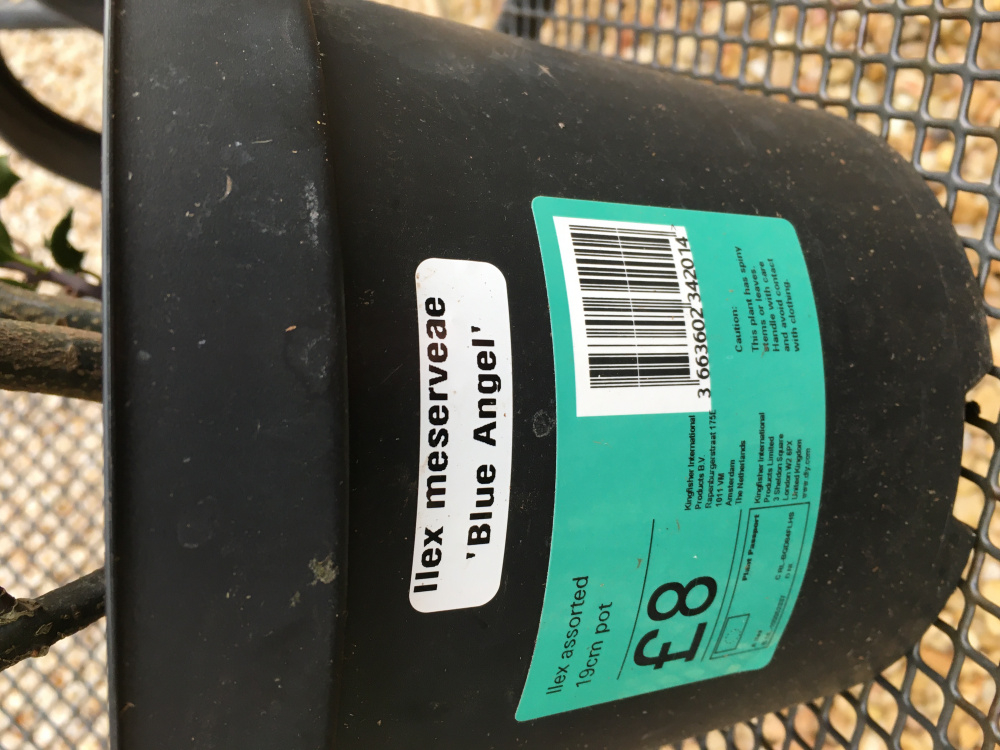 Ilex meserveae
'Blue Angel'
Ilex assorted
19cm pot
£8
Kingfisher International
Products B.V.
Rapenburgerstraat 175E
1011 VM
Amsterdam
The Netherlands
Plant Passport
Kingfisher International
Products Limited
3 Sheldon Square
London W2 6PX
United Kingdom
www.diy.com
3 663602 342014
Caution:
This plant has spiny
stems or leaves.
Handle with care
and avoid contact
with clothing.